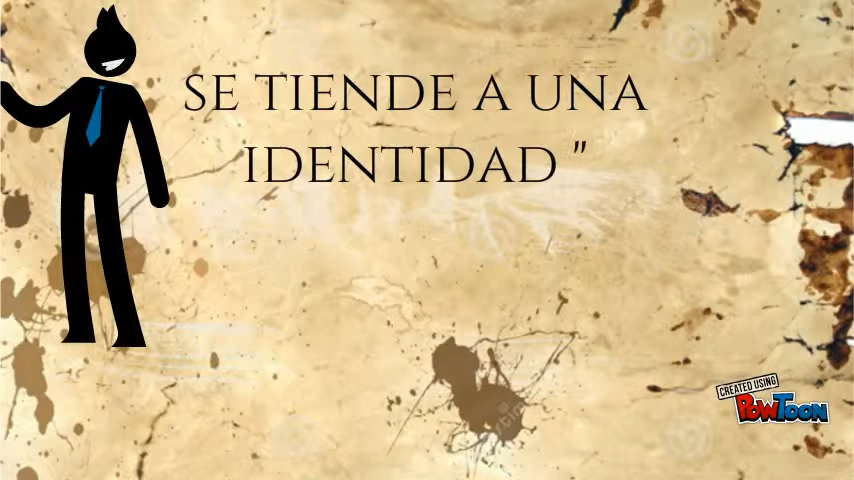 SE TIENDE A UNA
IDENTIDAD "
CREATED USING
POWTOON